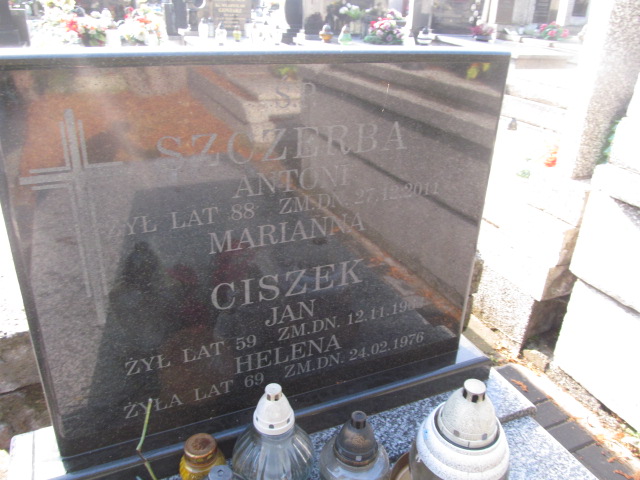 Ś.P.
SZCZERBA
ANTONI
ŻYŁ LAT 88 ZM.DN. 27.12.2011
MARIANNA
CISZEK
JAN
ŻYŁ LAT 59 ZM.DN. 12.11.
HELENA
ŻYŁA LAT 69 ZM.DN. 24.02.1976